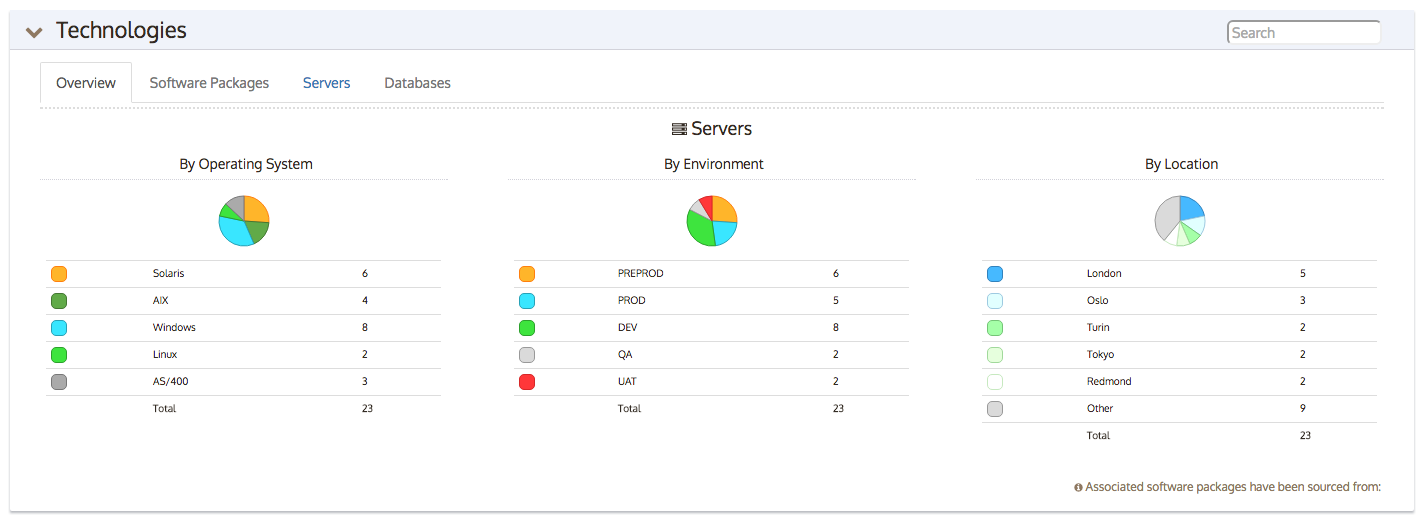 Technologies
Search
Overview Software Packages Servers Databases
Servers
By Operating System
Solaris 6
AIX 4
Windows 8
Linux 2
AS/400 3
Total 23
By Environment
PREPROD 6
PROD 5
DEV 8
QA 2
UAT 2
Total 23
By Location
London 5
Oslo 3
Turin 2
Tokyo 2
Redmond 2
Other 9
Total 23
Associated software packages have been sourced from: